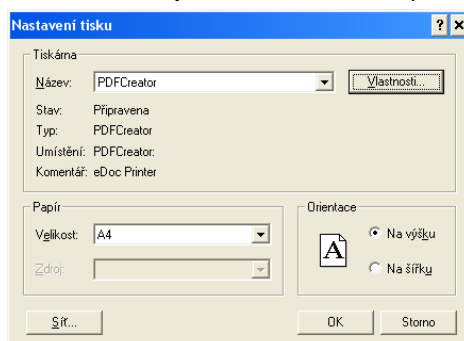 Nastavení tisku
Tiskárna
Název: PDFCreator Vlastnosti...
Stav: Připravena
Typ: PDFCreator
Umístění: PDFCreator:
Komentář: eDoc Printer
Papír
Velikost: A4
Zdroj:
Orientace
A
Na výšku
Na šířku
Síť...
OK
Storno